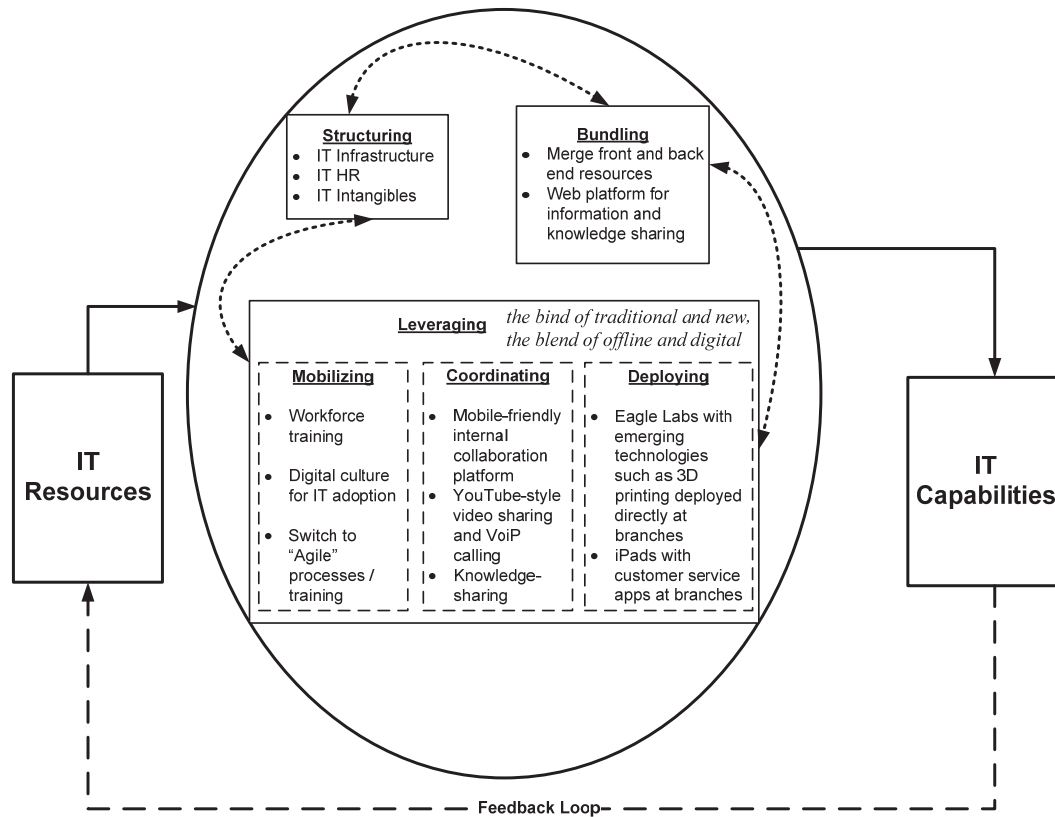 Structuring
• IT Infrastructure
• IT HR
• IT Intangibles
Bundling
• Merge front and back
end resources
• Web platform for
information and
knowledge sharing
Leveraging
the bind of traditional and new,
the blend of offline and digital
Mobilizing
• Workforce
training
• Digital culture
for IT adoption
• Switch to
“Agile”
processes /
training
Coordinating
• Mobile-friendly
internal
collaboration
platform
• YouTube-style
video sharing
and VoiP
calling
• Knowledge-
sharing
Deploying
• Eagle Labs with
emerging
technologies
such as 3D
printing deployed
directly at
branches
• iPads with
customer service
apps at branches
IT
Resources
IT
Capabilities
Feedback Loop